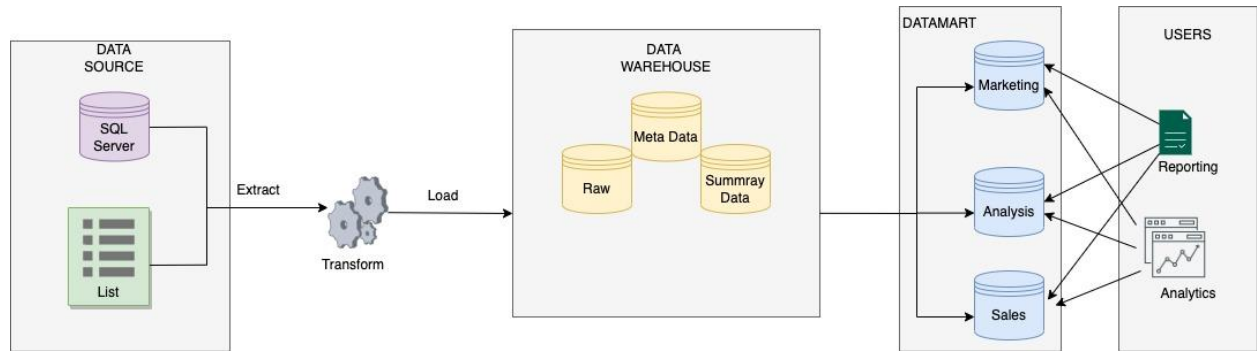 DATA
SOURCE
SQL
Server
List
Extract
Transform
Load
DATA
WAREHOUSE
Meta Data
Raw
Summray
Data
DATAMART
Marketing
Analysis
Sales
USERS
Reporting
Analytics